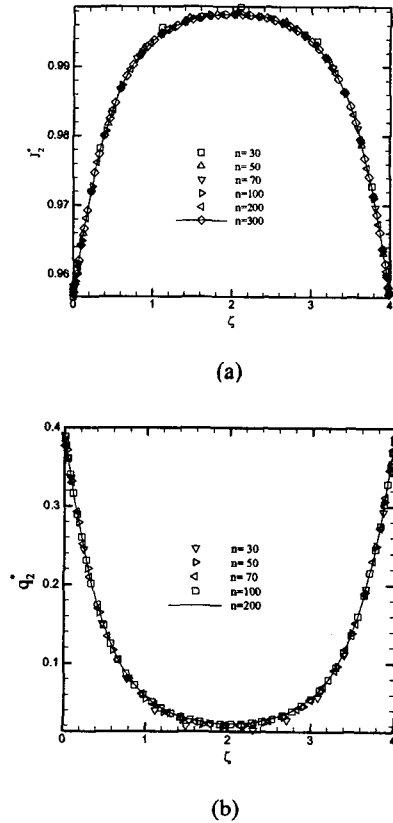 0.99
0.98
0.97
0.96
n= 30
n= 50
n= 70
n=100
n=200
n=300
0 1 2 3 4
ζ
(a)
0.4
0.3
q₂*
0.2
0.1
n= 30
n= 50
n= 70
n=100
n=200
0 1 2 3 4
ζ
(b)